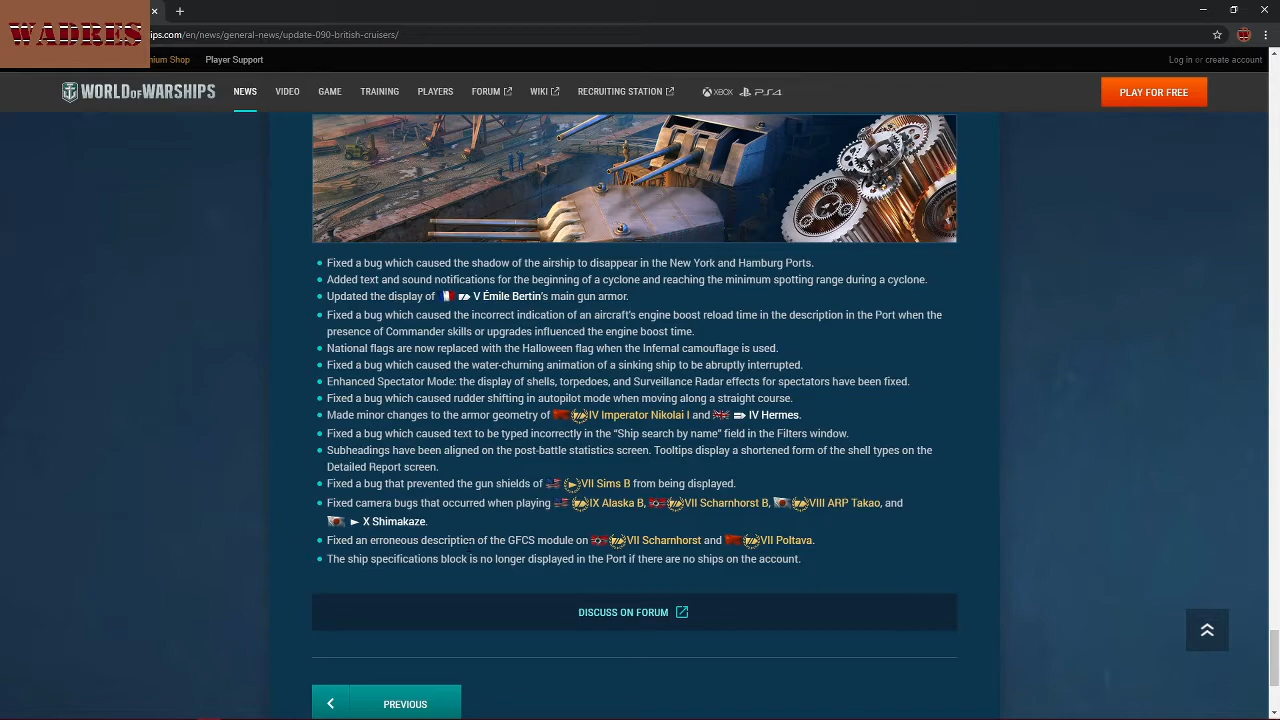 WADRES
ips.com/en/news/general-news/update-090-british-cruisers/
mium Shop
Player Support
Log in or create account
WORLD OF WARSHIPS
NEWS
VIDEO
GAME
TRAINING
PLAYERS
FORUM
WIKI
RECRUITING STATION
XBOX
PS4
PLAY FOR FREE
Fixed a bug which caused the shadow of the airship to disappear in the New York and Hamburg Ports.
Added text and sound notifications for the beginning of a cyclone and reaching the minimum spotting range during a cyclone.
Updated the display of V Émile Bertin's main gun armor.
Fixed a bug which caused the incorrect indication of an aircraft's engine boost reload time in the description in the Port when the
presence of Commander skills or upgrades influenced the engine boost time.
National flags are now replaced with the Halloween flag when the Infernal camouflage is used.
Fixed a bug which caused the water-churning animation of a sinking ship to be abruptly interrupted.
Enhanced Spectator Mode: the display of shells, torpedoes, and Surveillance Radar effects for spectators have been fixed.
Fixed a bug which caused rudder shifting in autopilot mode when moving along a straight course.
Made minor changes to the armor geometry of IV Imperator Nikolai I and IV Hermes.
Fixed a bug which caused text to be typed incorrectly in the “Ship search by name” field in the Filters window.
Subheadings have been aligned on the post-battle statistics screen. Tooltips display a shortened form of the shell types on the
Detailed Report screen.
Fixed a bug that prevented the gun shields of VII Sims B from being displayed.
Fixed camera bugs that occurred when playing IX Alaska B, VII Scharnhorst B, VIII ARP Takao, and
X Shimakaze.
Fixed an erroneous description of the GFCS module on VII Scharnhorst and VII Poltava.
The ship specifications block is no longer displayed in the Port if there are no ships on the account.
DISCUSS ON FORUM
PREVIOUS